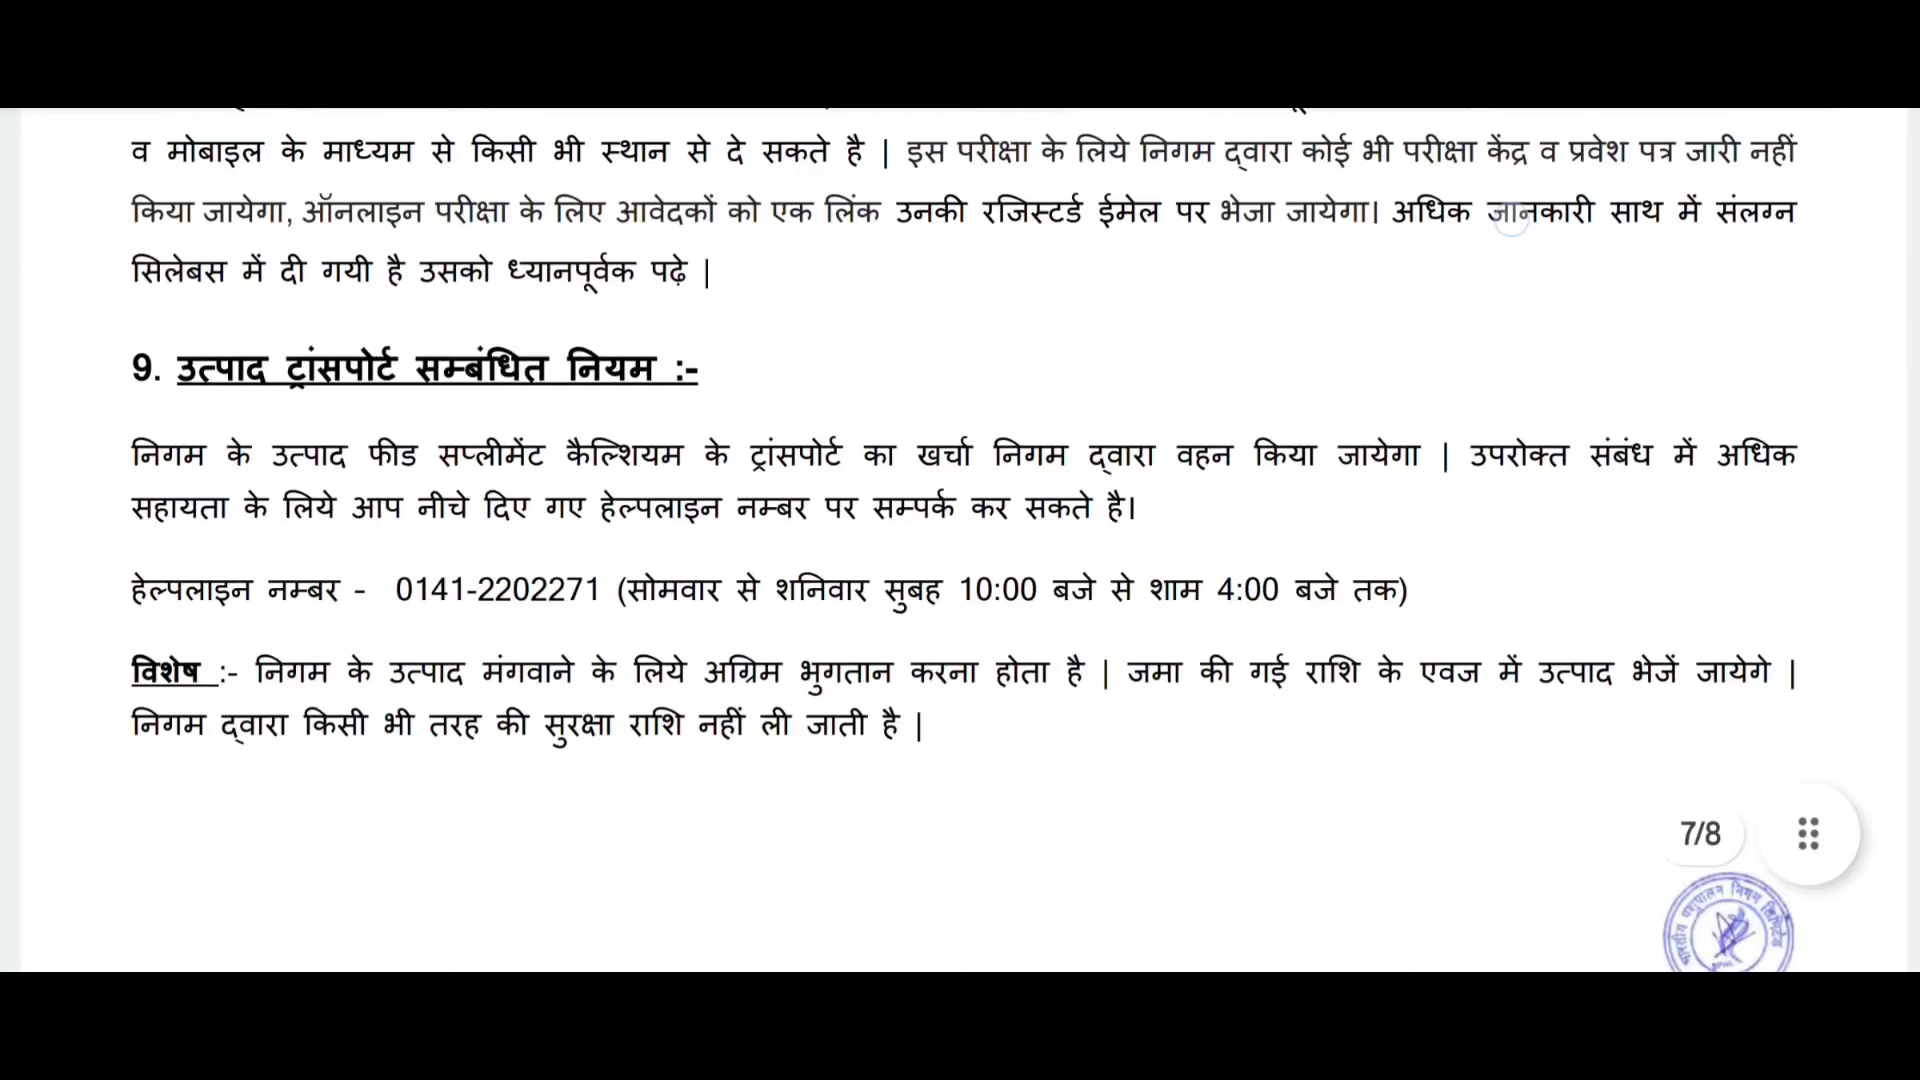 व मोबाइल के माध्यम से किसी भी स्थान से दे सकते है | इस परीक्षा के लिये निगम द्वारा कोई भी परीक्षा केंद्र व प्रवेश पत्र जारी नहीं
किया जायेगा, ऑनलाइन परीक्षा के लिए आवेदकों को एक लिंक उनकी रजिस्टर्ड ईमेल पर भेजा जायेगा। अधिक जानकारी साथ में संलग्न
सिलेबस में दी गयी है उसको ध्यानपूर्वक पढ़े |
9. उत्पाद ट्रांसपोर्ट सम्बंधित नियम :-
निगम के उत्पाद फीड सप्लीमेंट कैल्शियम के ट्रांसपोर्ट का खर्चा निगम द्वारा वहन किया जायेगा | उपरोक्त संबंध में अधिक
सहायता के लिये आप नीचे दिए गए हेल्पलाइन नम्बर पर सम्पर्क कर सकते है।
हेल्पलाइन नम्बर - 0141-2202271 (सोमवार से शनिवार सुबह 10:00 बजे से शाम 4:00 बजे तक)
विशेष :- निगम के उत्पाद मंगवाने के लिये अग्रिम भुगतान करना होता है | जमा की गई राशि के एवज में उत्पाद भेजें जायेगे |
निगम द्वारा किसी भी तरह की सुरक्षा राशि नहीं ली जाती है |
7/8
भारतीय पशुपालन निगम लिमिटेड